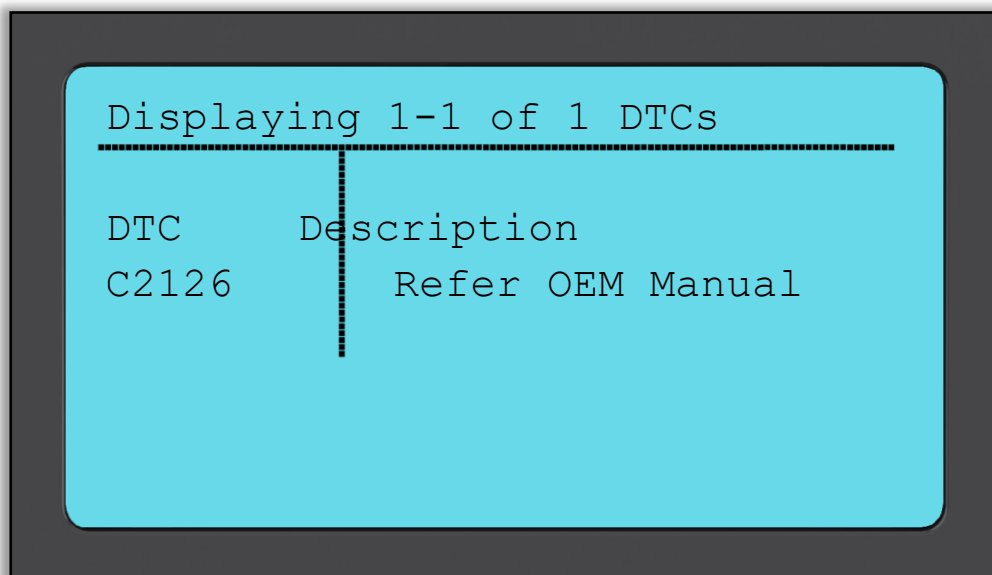 Displaying 1-1 of 1 DTCs
DTC Description
C2126 Refer OEM Manual